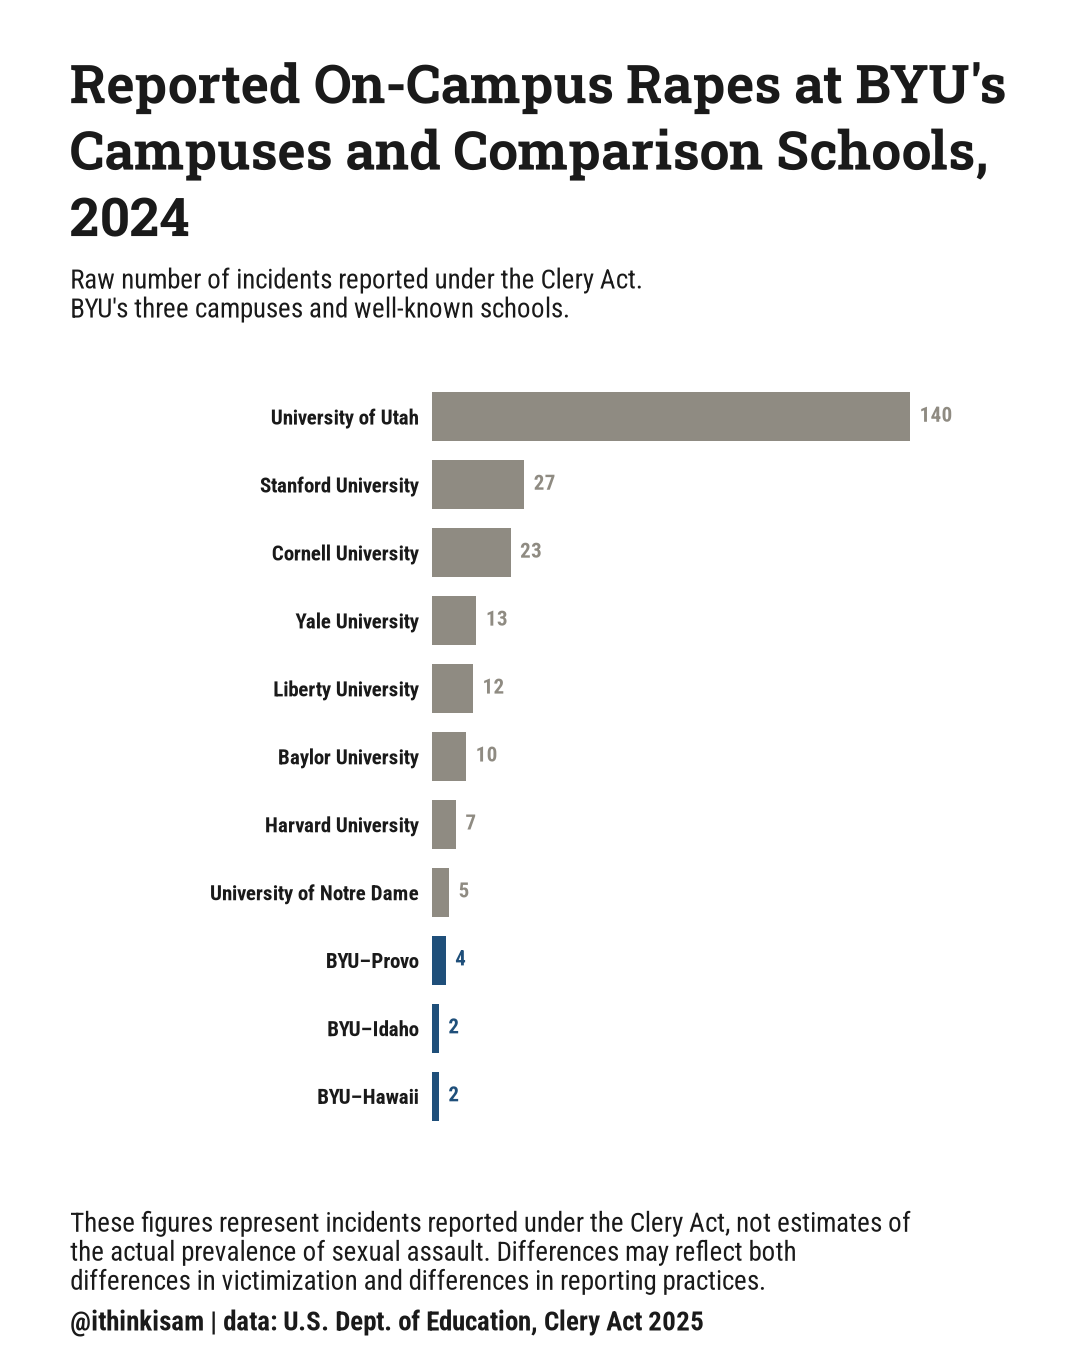 Reported On-Campus Rapes at BYU's
Campuses and Comparison Schools,
2024
Raw number of incidents reported under the Clery Act.
BYU's three campuses and well-known schools.
University of Utah 140
Stanford University 27
Cornell University 23
Yale University 13
Liberty University 12
Baylor University 10
Harvard University 7
University of Notre Dame 5
BYU–Provo 4
BYU–Idaho 2
BYU–Hawaii 2
These figures represent incidents reported under the Clery Act, not estimates of
the actual prevalence of sexual assault. Differences may reflect both
differences in victimization and differences in reporting practices.
@ithinkisam | data: U.S. Dept. of Education, Clery Act 2025